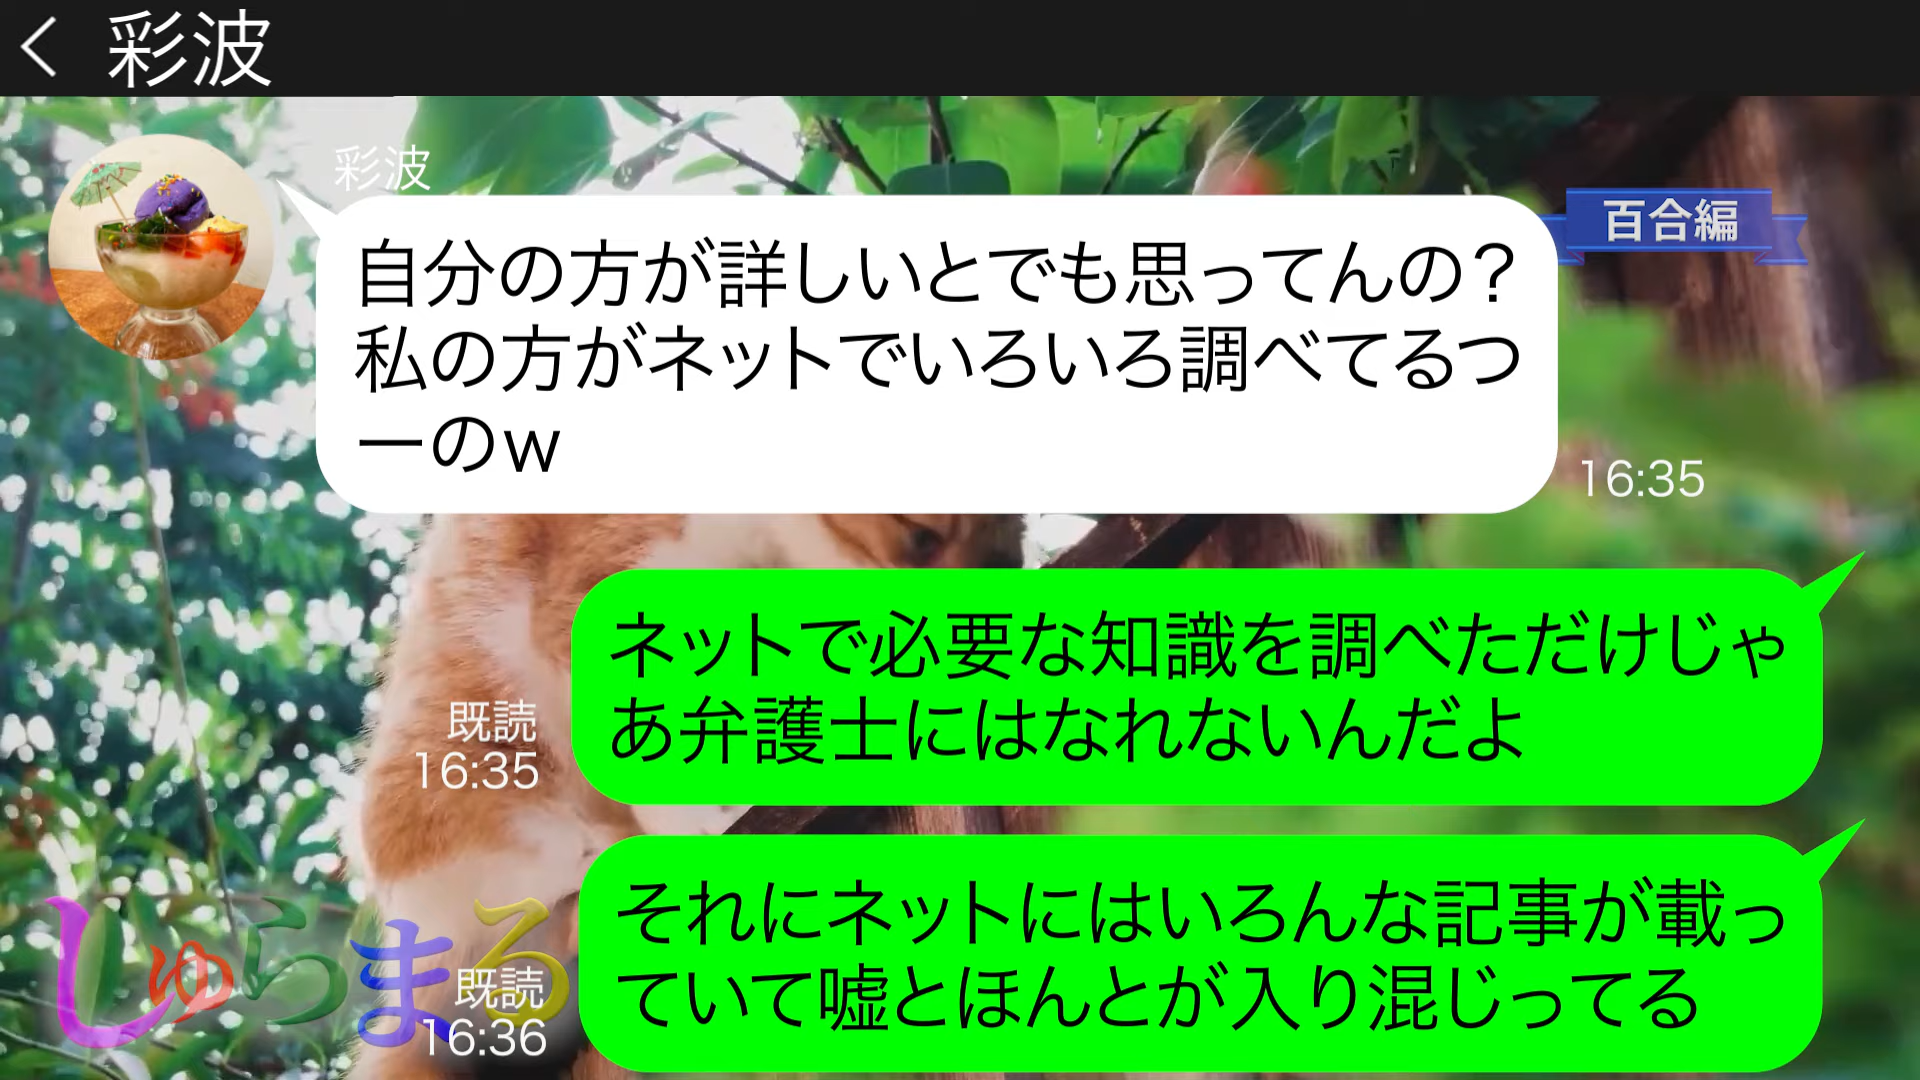 彩波
彩波
百合編
自分の方が詳しいとでも思ってんの？
私の方がネットでいろいろ調べてるつ
ーのｗ
16:35
ネットで必要な知識を調べただけじゃ
あ弁護士にはなれないんだよ
既読
16:35
それにネットにはいろんな記事が載っ
ていて嘘とほんとが入り混じってる
既読
16:36
しゅらまる